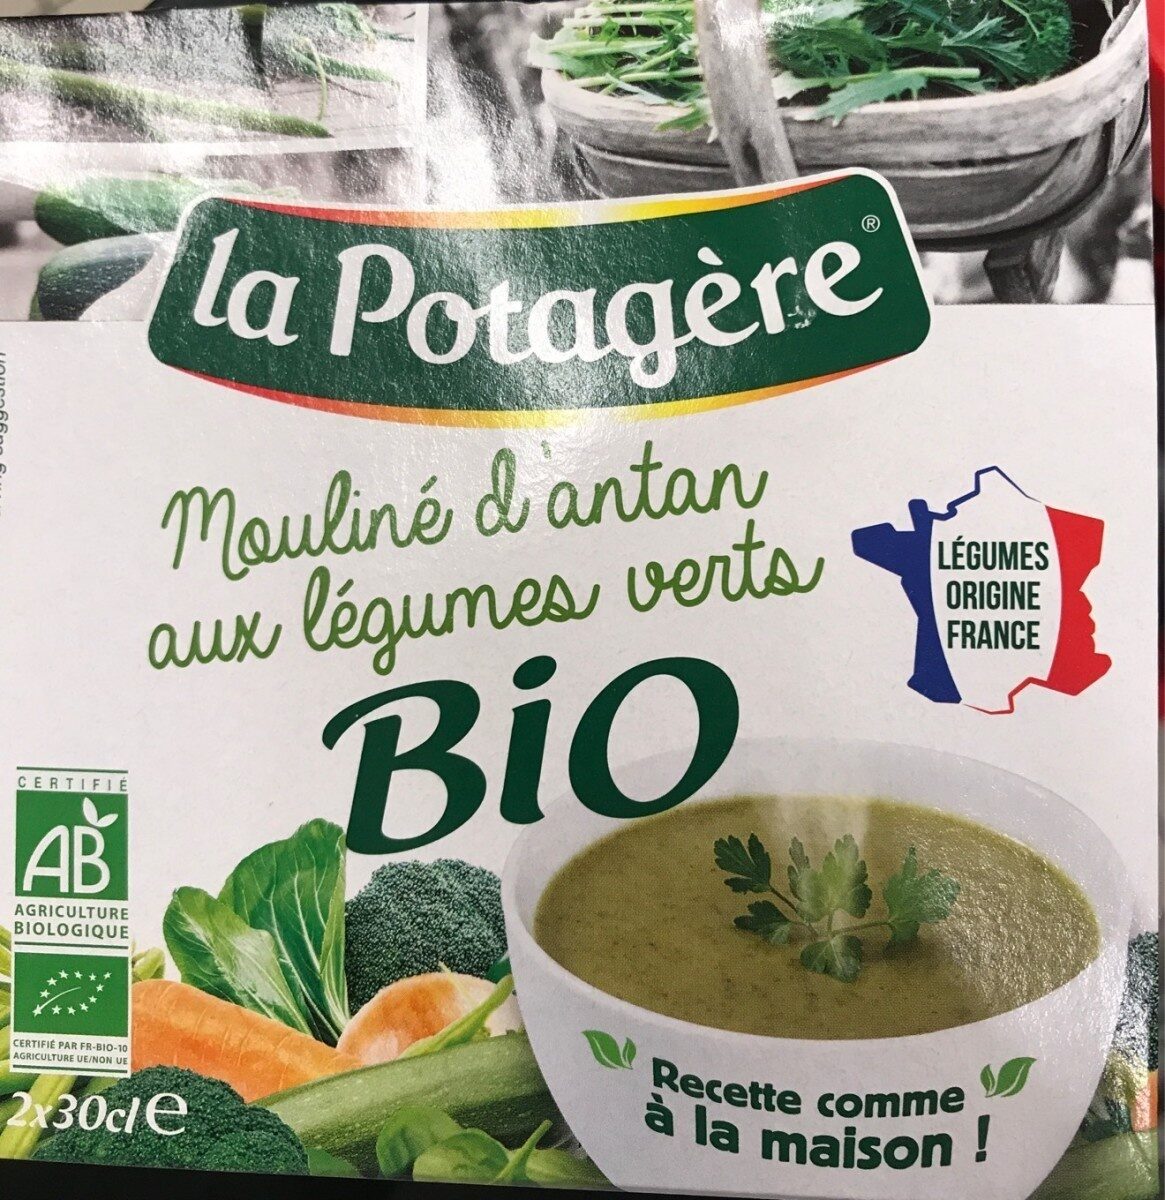 la Potagère®
Mouliné d'antan
aux légumes verts
BIO
LÉGUMES
ORIGINE
FRANCE
CERTIFIÉ
AB
AGRICULTURE
BIOLOGIQUE
CERTIFIÉ PAR FR-BIO-10
AGRICULTURE UE/NON UE
2x30cl e
Recette comme
à la maison !